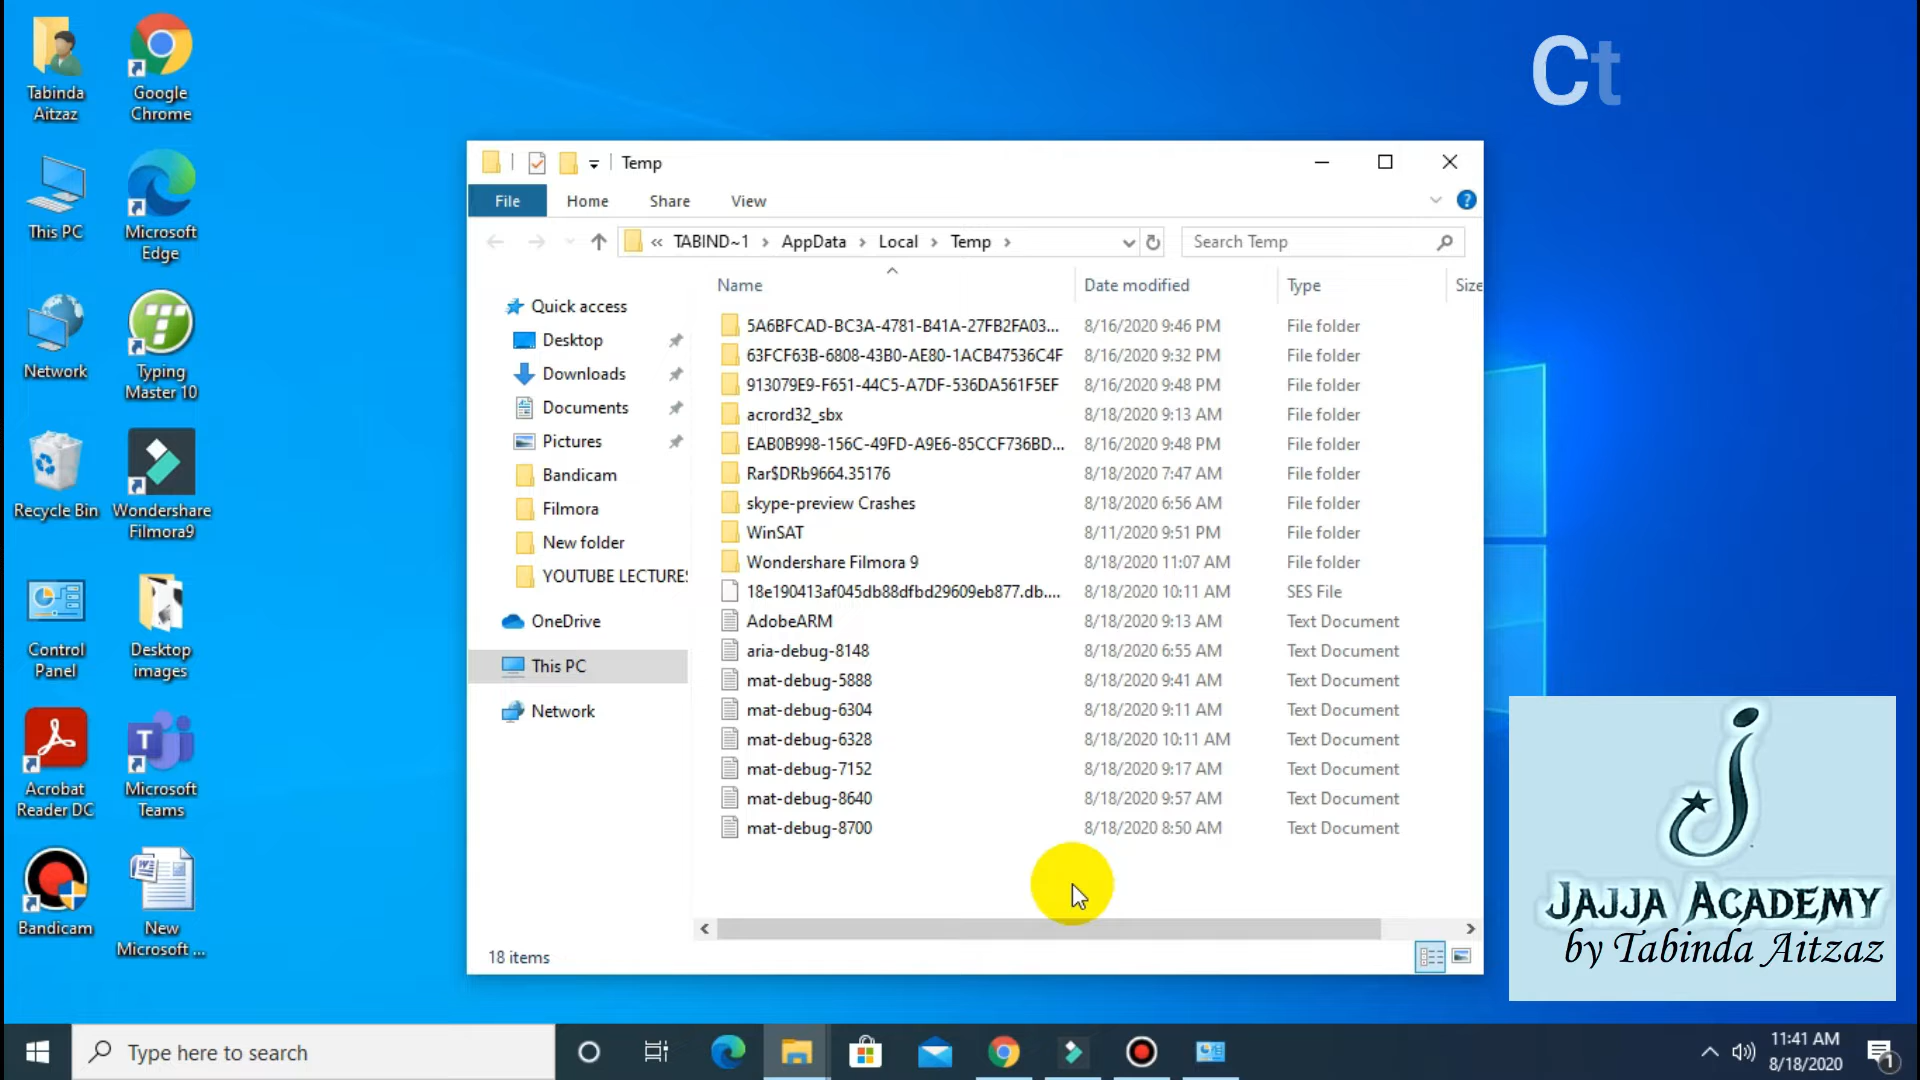 Ct
Tabinda
Aitzaz
Google
Chrome
This PC
Microsoft
Edge
Network
Typing
Master 10
Recycle Bin
Wondershare
Filmora9
Control
Panel
Desktop
images
Acrobat
Reader DC
Microsoft
Teams
Bandicam
New
Microsoft ...
Temp
File Home Share View
« TABIND~1 > AppData > Local > Temp >
Search Temp
Quick access
Desktop
Downloads
Documents
Pictures
Bandicam
Filmora
New folder
YOUTUBE LECTURES
OneDrive
This PC
Network
Name Date modified Type Size
5A6BFCAD-BC3A-4781-B41A-27FB2FA03... 8/16/2020 9:46 PM File folder
63FCF63B-6808-43B0-AE80-1ACB47536C4F 8/16/2020 9:32 PM File folder
913079E9-F651-44C5-A7DF-536DA561F5EF 8/16/2020 9:48 PM File folder
acrord32_sbx 8/18/2020 9:13 AM File folder
EAB0B998-156C-49FD-A9E6-85CCF736BD... 8/16/2020 9:48 PM File folder
Rar$DRb9664.35176 8/18/2020 7:47 AM File folder
skype-preview Crashes 8/18/2020 6:56 AM File folder
WinSAT 8/11/2020 9:51 PM File folder
Wondershare Filmora 9 8/18/2020 11:07 AM File folder
18e190413af045db88dfbd29609eb877.db.... 8/18/2020 10:11 AM SES File
AdobeARM 8/18/2020 9:13 AM Text Document
aria-debug-8148 8/18/2020 6:55 AM Text Document
mat-debug-5888 8/18/2020 9:41 AM Text Document
mat-debug-6304 8/18/2020 9:11 AM Text Document
mat-debug-6328 8/18/2020 10:11 AM Text Document
mat-debug-7152 8/18/2020 9:17 AM Text Document
mat-debug-8640 8/18/2020 9:57 AM Text Document
mat-debug-8700 8/18/2020 8:50 AM Text Document
18 items
JAJJA ACADEMY
by Tabinda Aitzaz
Type here to search
11:41 AM
8/18/2020
1